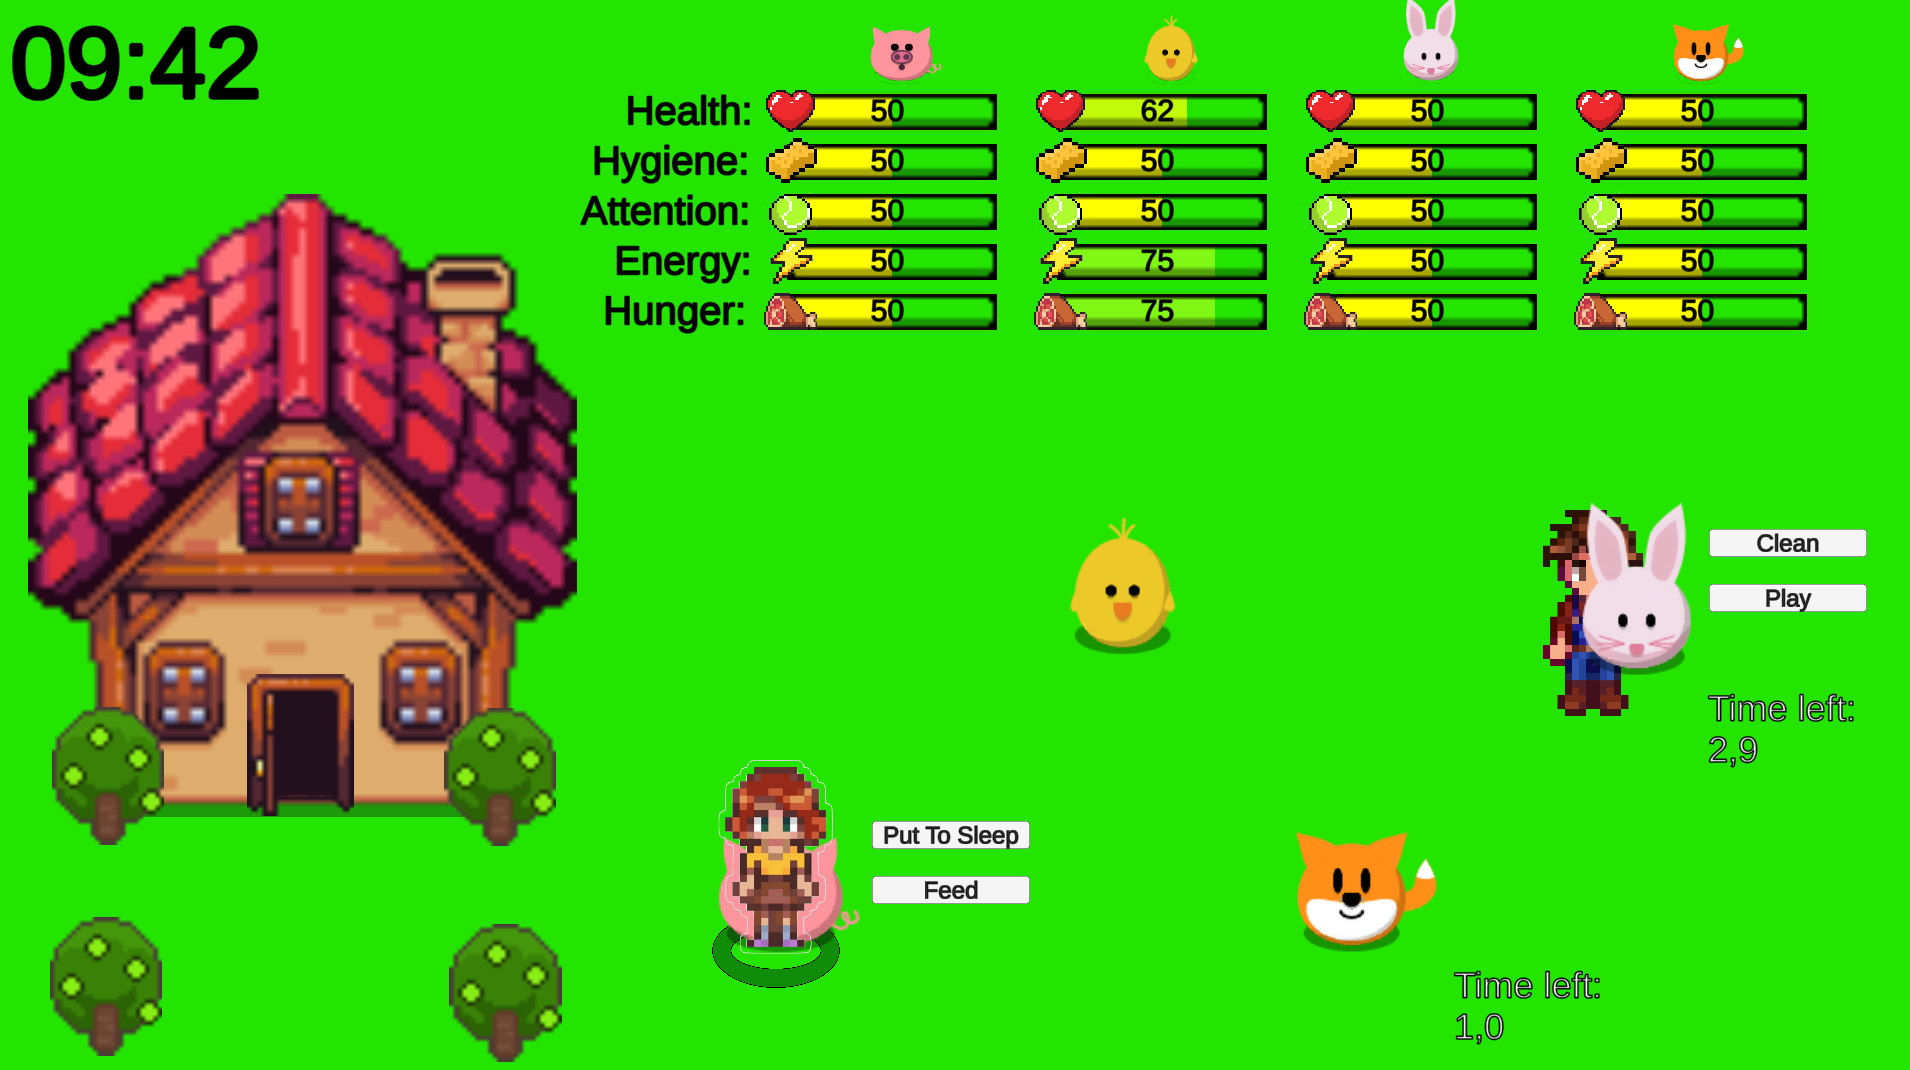 09:42
Health: 50 62 50 50
Hygiene: 50 50 50 50
Attention: 50 50 50 50
Energy: 50 75 50 50
Hunger: 50 75 50 50
Clean
Play
Time left:
2,9
Put To Sleep
Feed
Time left:
1,0